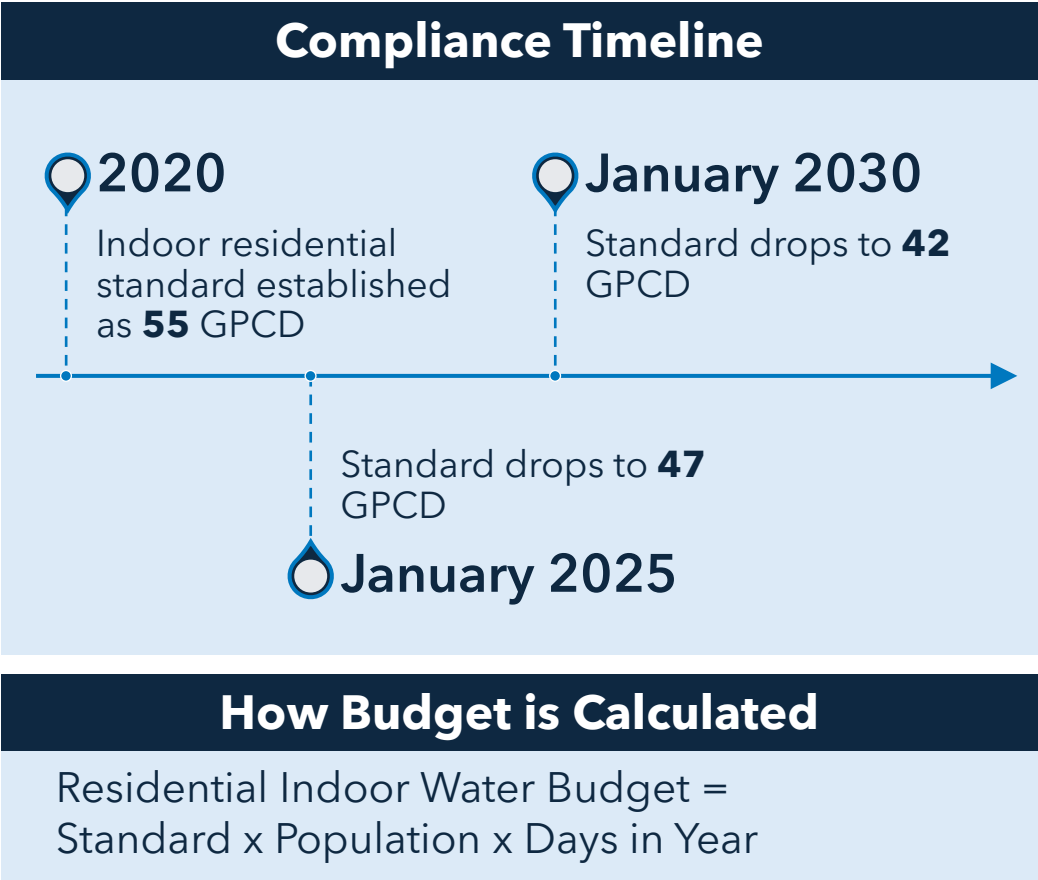 Compliance Timeline
2020
Indoor residential
standard established
as 55 GPCD
January 2030
Standard drops to 42
GPCD
Standard drops to 47
GPCD
January 2025
How Budget is Calculated
Residential Indoor Water Budget =
Standard x Population x Days in Year